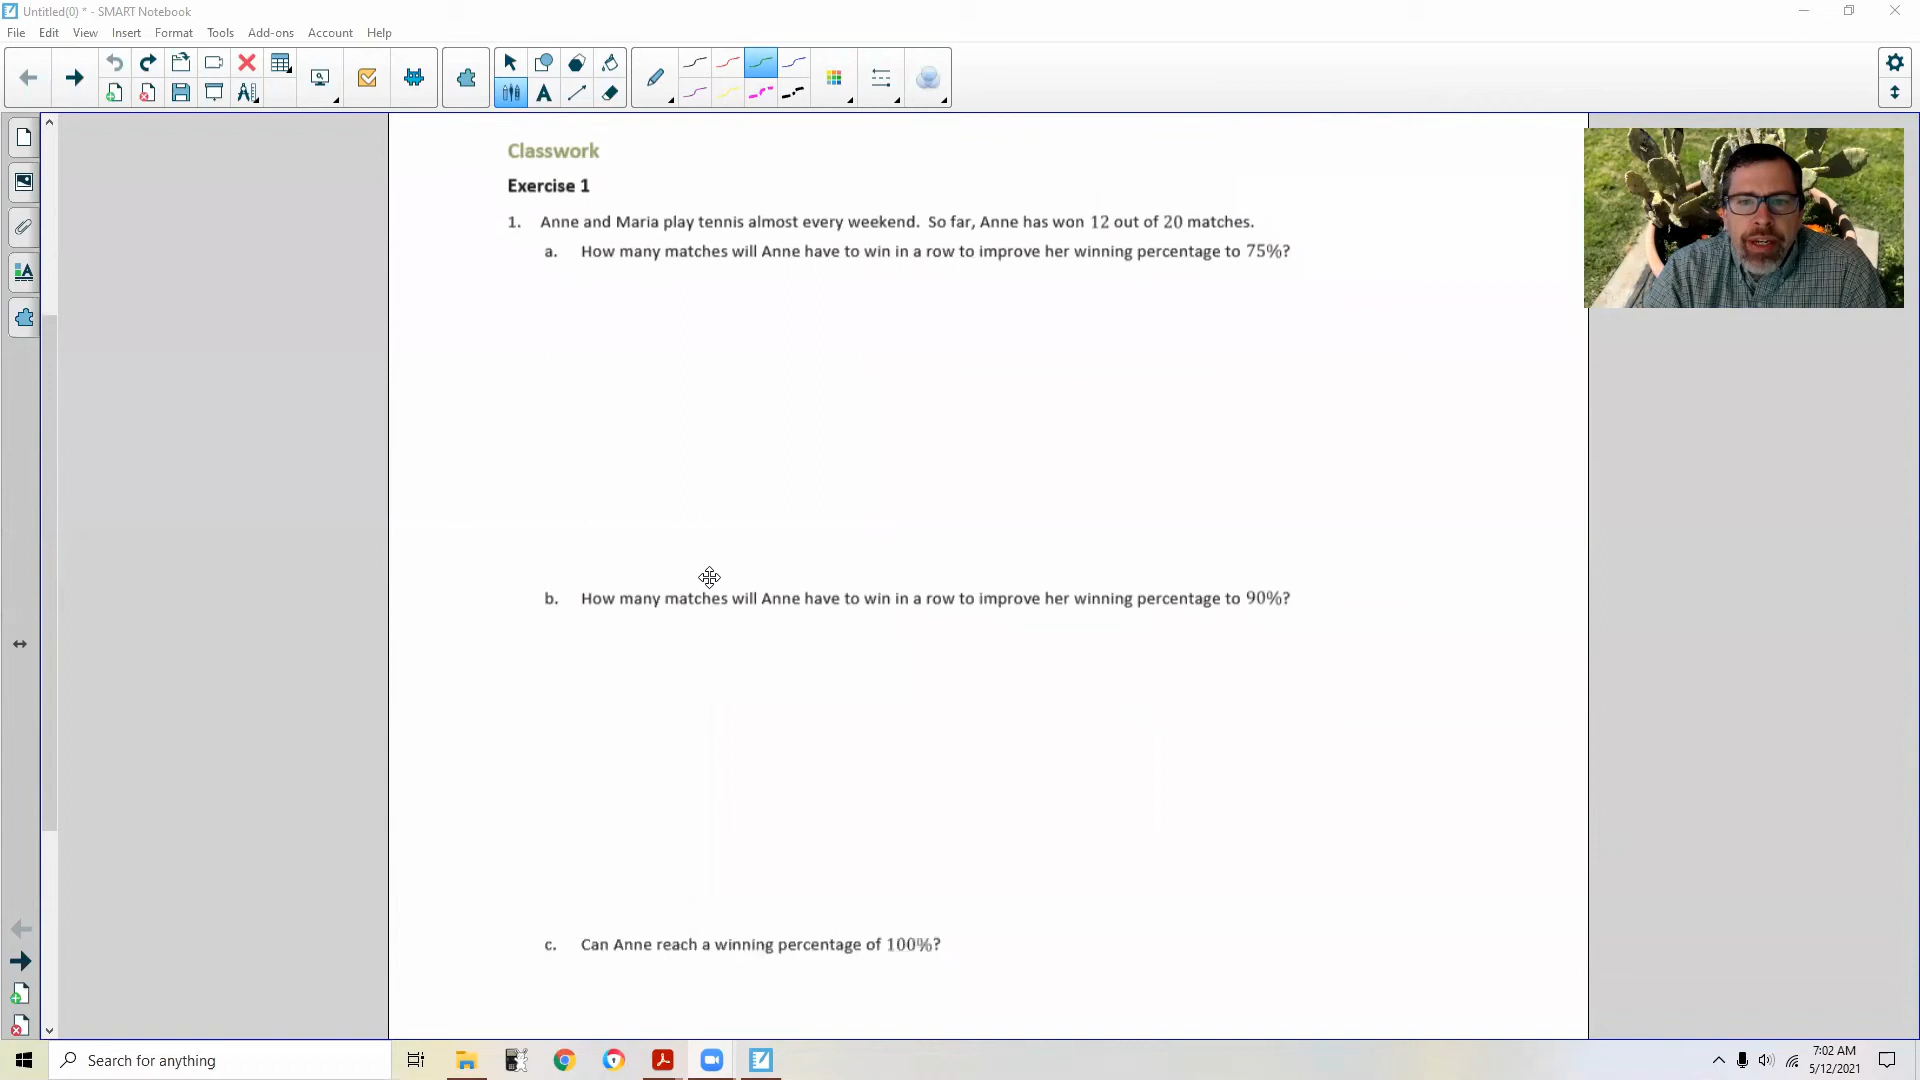 Untitled(0) * - SMART Notebook
File Edit View Insert Format Tools Add-ons Account Help
Classwork
Exercise 1
1. Anne and Maria play tennis almost every weekend. So far, Anne has won 12 out of 20 matches.
a. How many matches will Anne have to win in a row to improve her winning percentage to 75%?
b. How many matches will Anne have to win in a row to improve her winning percentage to 90%?
c. Can Anne reach a winning percentage of 100%?
Search for anything
7:02 AM
5/12/2021